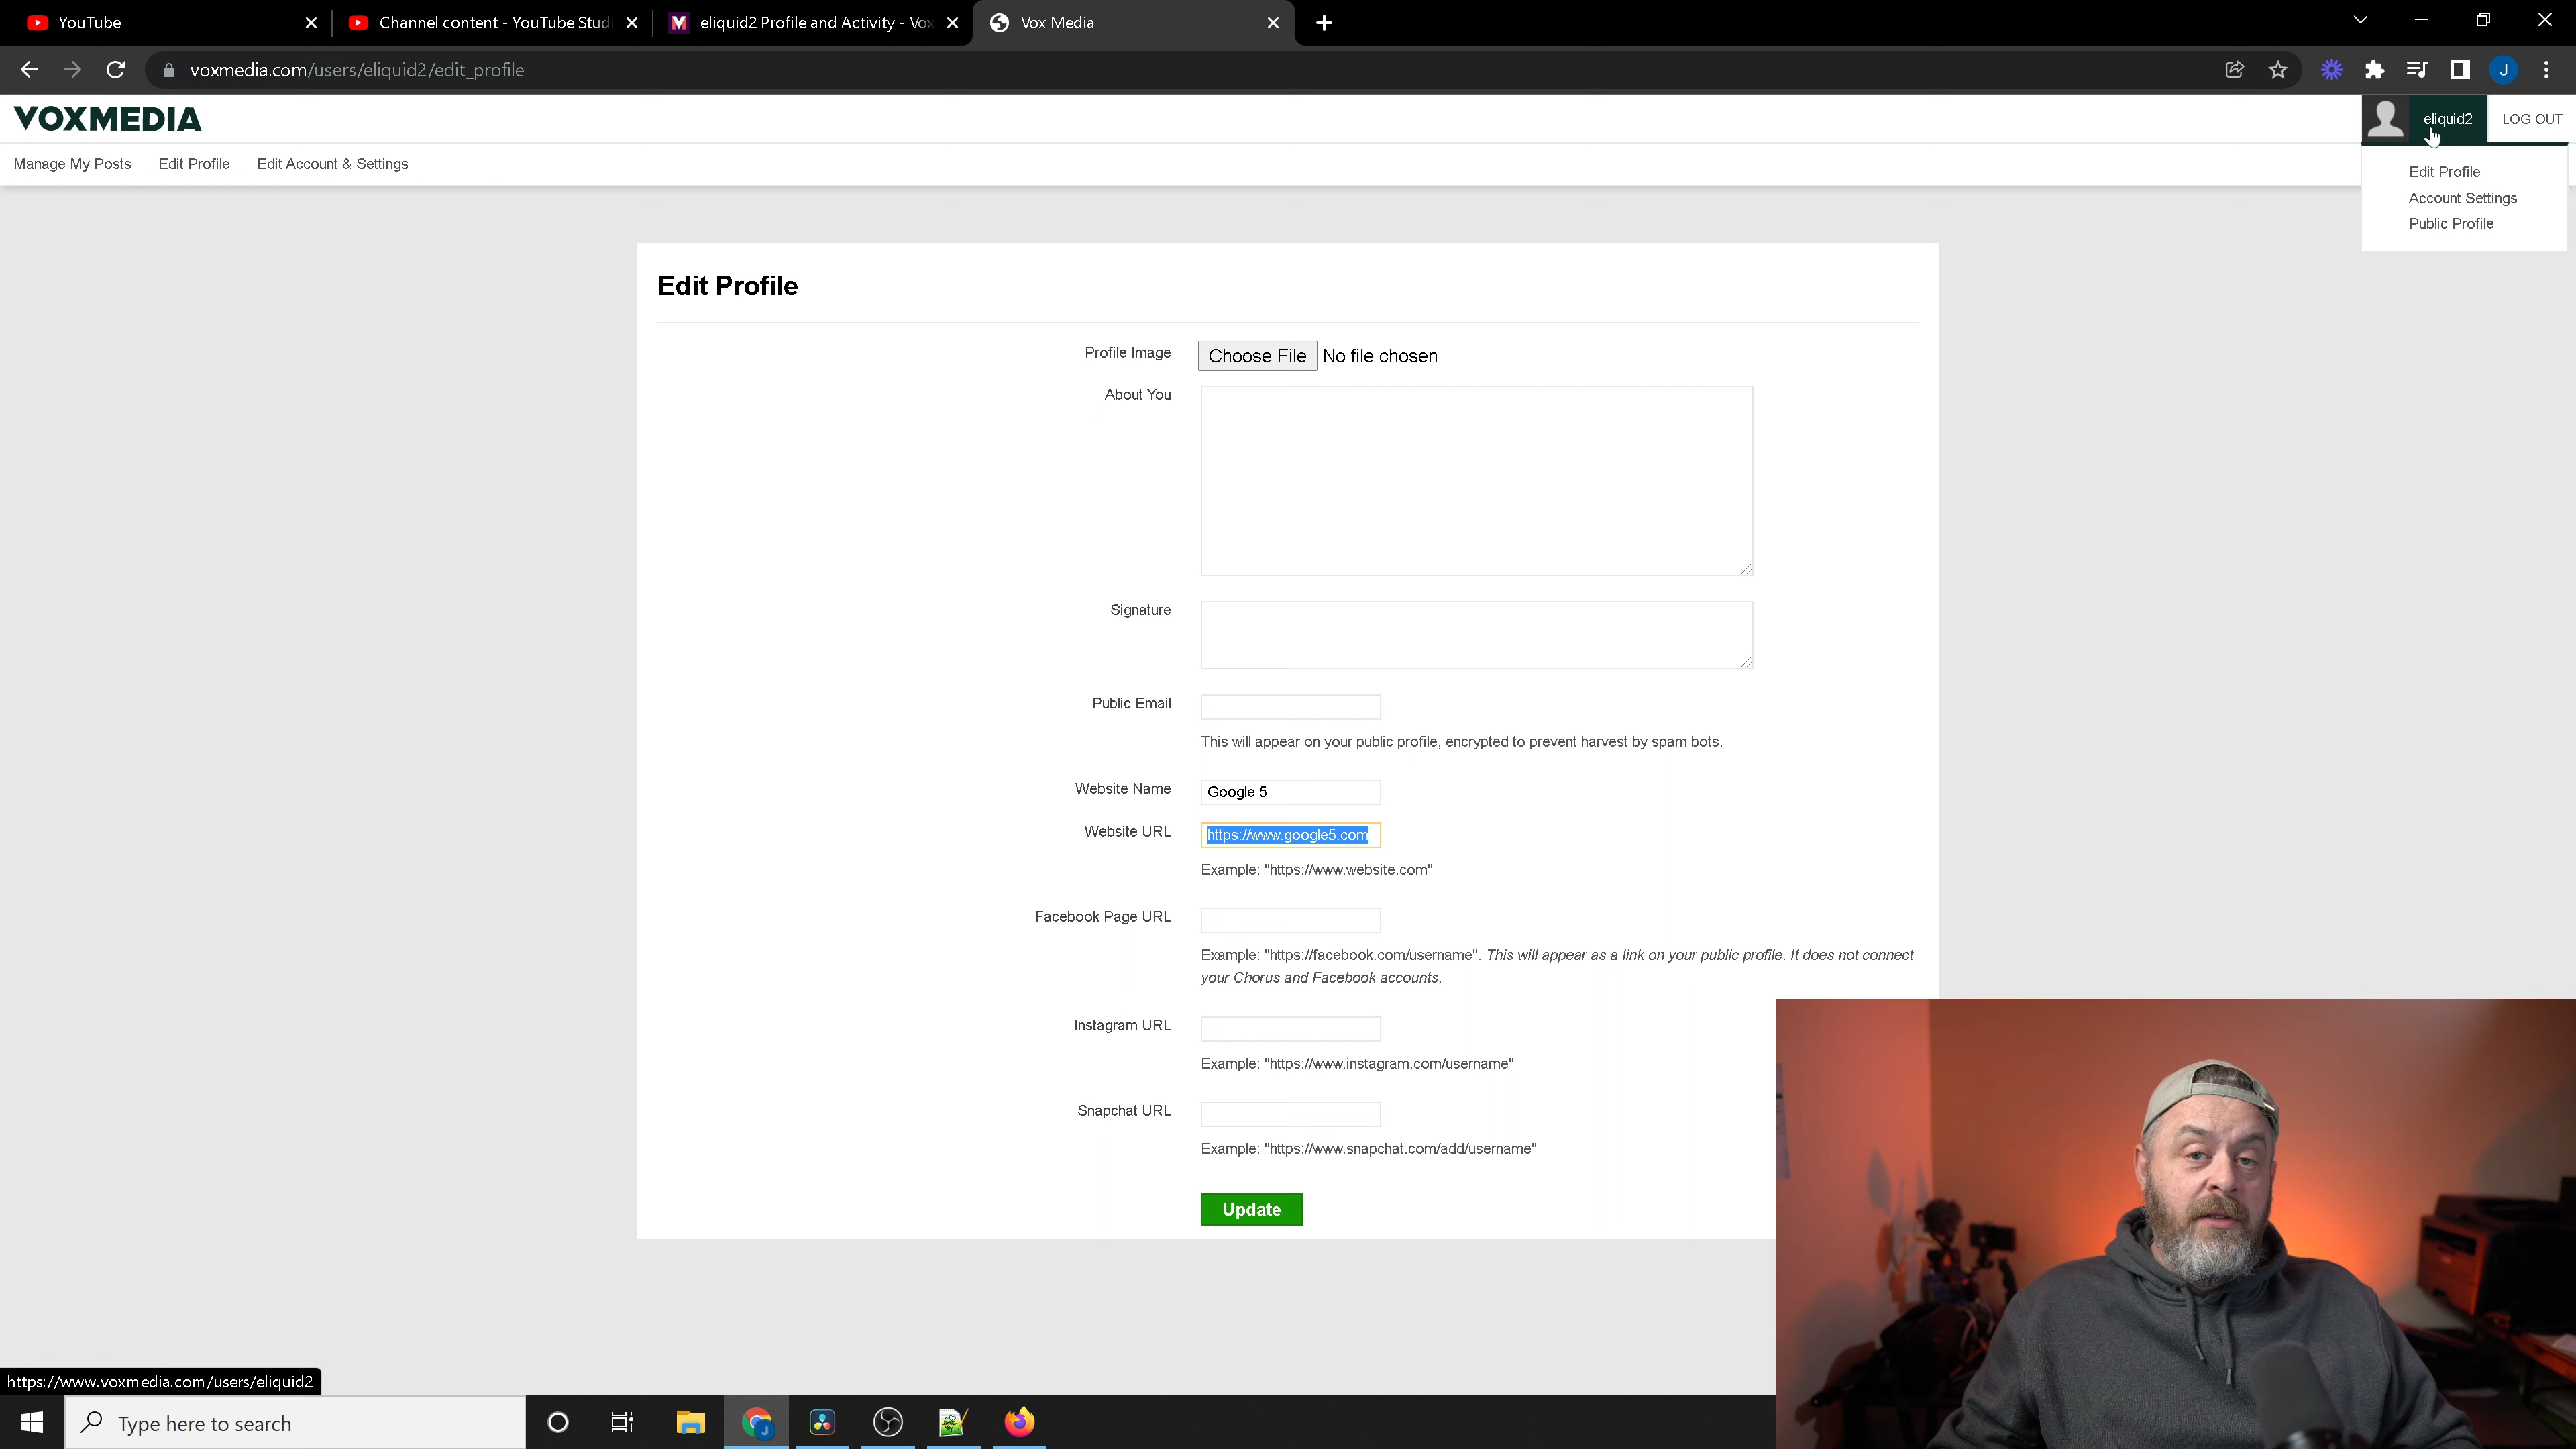 YouTube
Channel content - YouTube Studi
eliquid2 Profile and Activity - Vox
Vox Media
voxmedia.com/users/eliquid2/edit_profile
J
VOXMEDIA
eliquid2
LOG OUT
Manage My Posts
Edit Profile
Edit Account & Settings
Edit Profile
Account Settings
Public Profile
Edit Profile
Profile Image
Choose File
No file chosen
About You
Signature
Public Email
This will appear on your public profile, encrypted to prevent harvest by spam bots.
Website Name
Google 5
Website URL
https://www.google5.com
Example: "https://www.website.com"
Facebook Page URL
Example: "https://facebook.com/username". This will appear as a link on your public profile. It does not connect
your Chorus and Facebook accounts.
Instagram URL
Example: "https://www.instagram.com/username"
Snapchat URL
Example: "https://www.snapchat.com/add/username"
Update
https://www.voxmedia.com/users/eliquid2
Type here to search
J